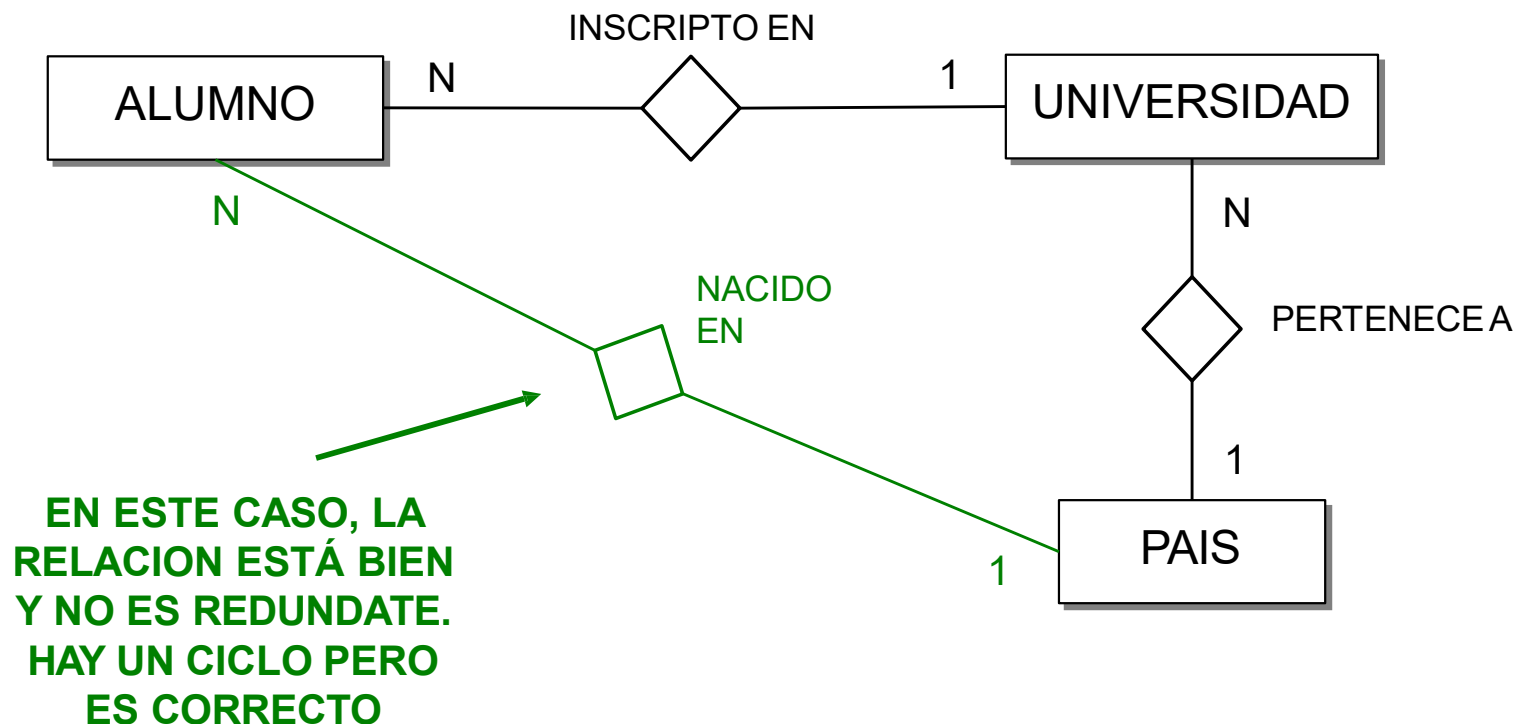 INSCRIPTO EN
ALUMNO
N
1
UNIVERSIDAD
N
N
NACIDO
EN
PERTENECE A
1
1
PAIS
EN ESTE CASO, LA
RELACION ESTÁ BIEN
Y NO ES REDUNDATE.
HAY UN CICLO PERO
ES CORRECTO